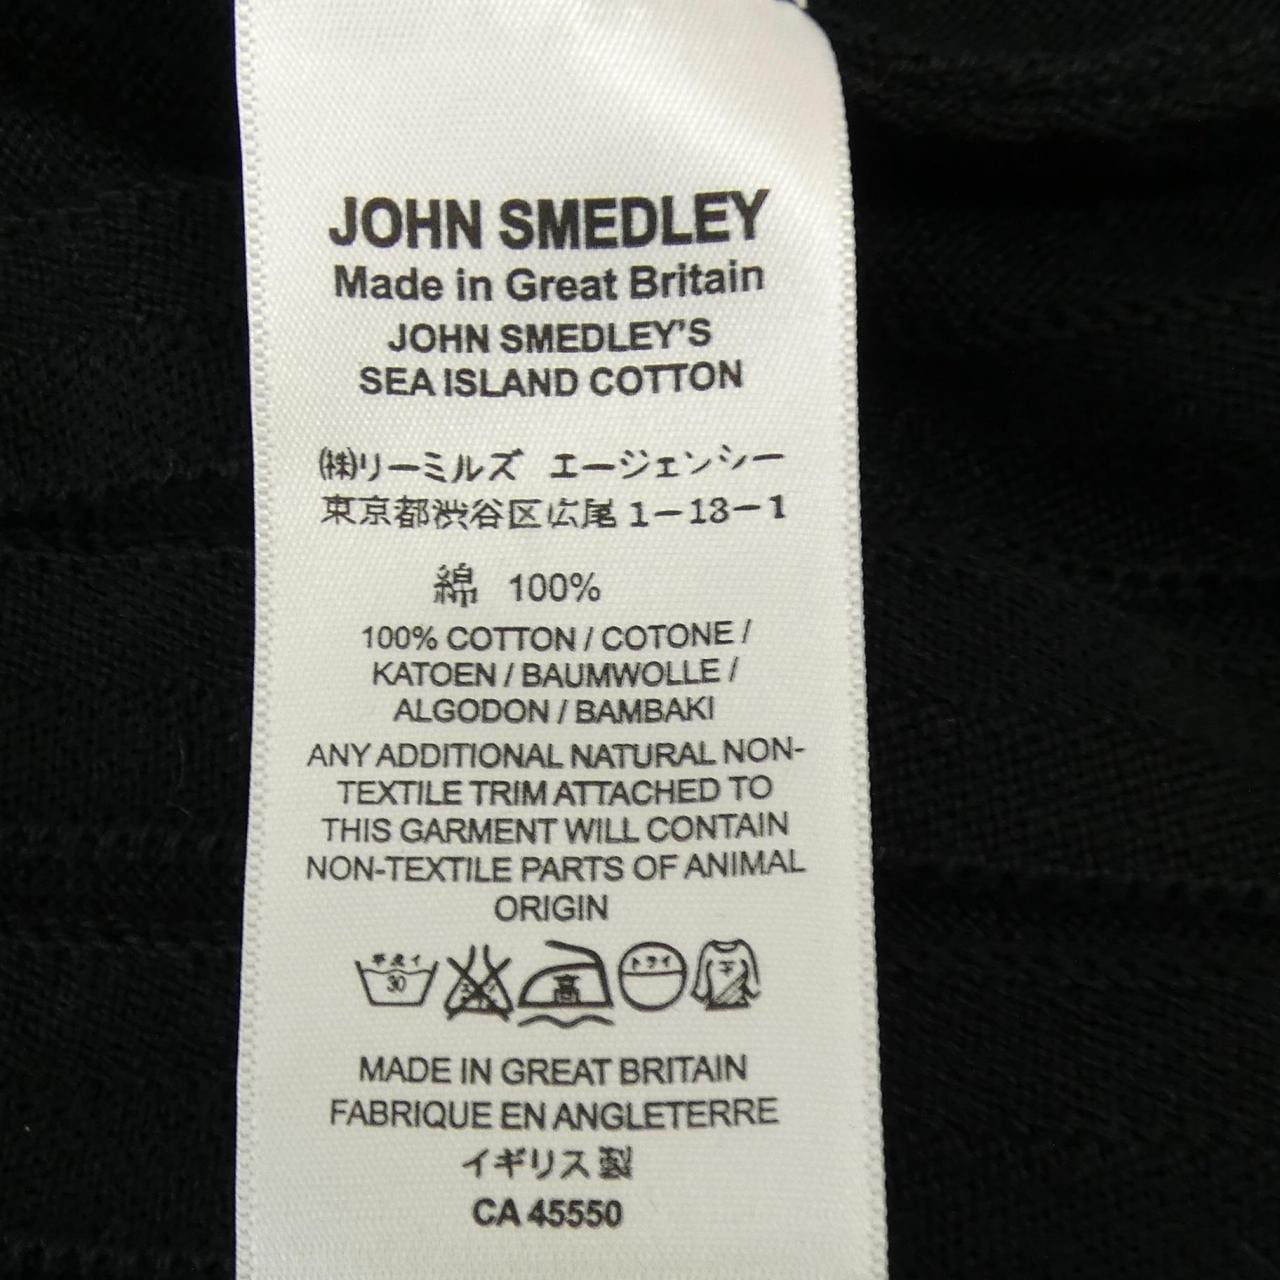 JOHN SMEDLEY
Made in Great Britain
JOHN SMEDLEY'S
SEA ISLAND COTTON
㈱リーミルズ エージェンシー
東京都渋谷区広尾1-13-1
綿 100%
100% COTTON / COTONE /
KATOEN / BAUMWOLLE /
ALGODON / BAMBAKI
ANY ADDITIONAL NATURAL NON-
TEXTILE TRIM ATTACHED TO
THIS GARMENT WILL CONTAIN
NON-TEXTILE PARTS OF ANIMAL
ORIGIN
30 高 ドライ 平
MADE IN GREAT BRITAIN
FABRIQUE EN ANGLETERRE
イギリス製
CA 45550